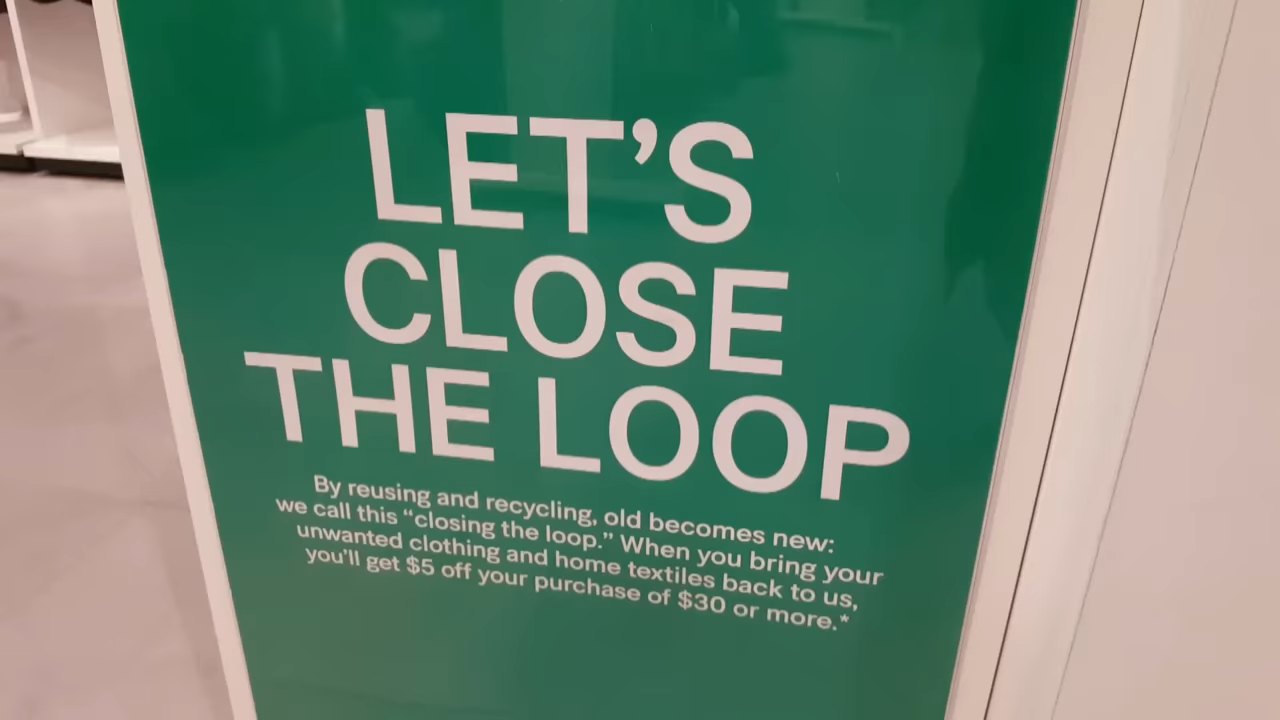 LET’S
CLOSE
THE LOOP
By reusing and recycling, old becomes new:
we call this “closing the loop.” When you bring your
unwanted clothing and home textiles back to us,
you’ll get $5 off your purchase of $30 or more.*